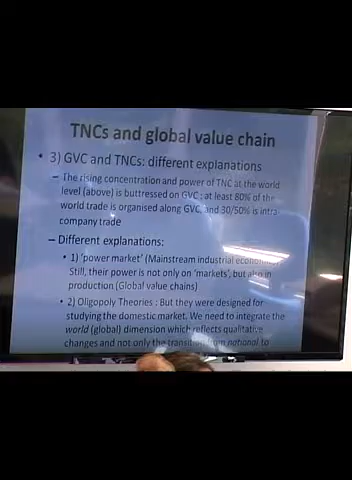 TNCs and global value chain
• 3) GVC and TNCs: different explanations
– The rising concentration and power of TNC at the world
level (above) is buttressed on GVC : at least 80% of the
world trade is organised along GVC, and 30/50% is intra-
company trade
– Different explanations:
• 1) ‘power market’ (Mainstream industrial economics)
Still, their power is not only on ‘markets’, but also in
production (Global value chains)
• 2) Oligopoly Theories : But they were designed for
studying the domestic market. We need to integrate the
world (global) dimension which reflects qualitative
changes and not only the transition from national to